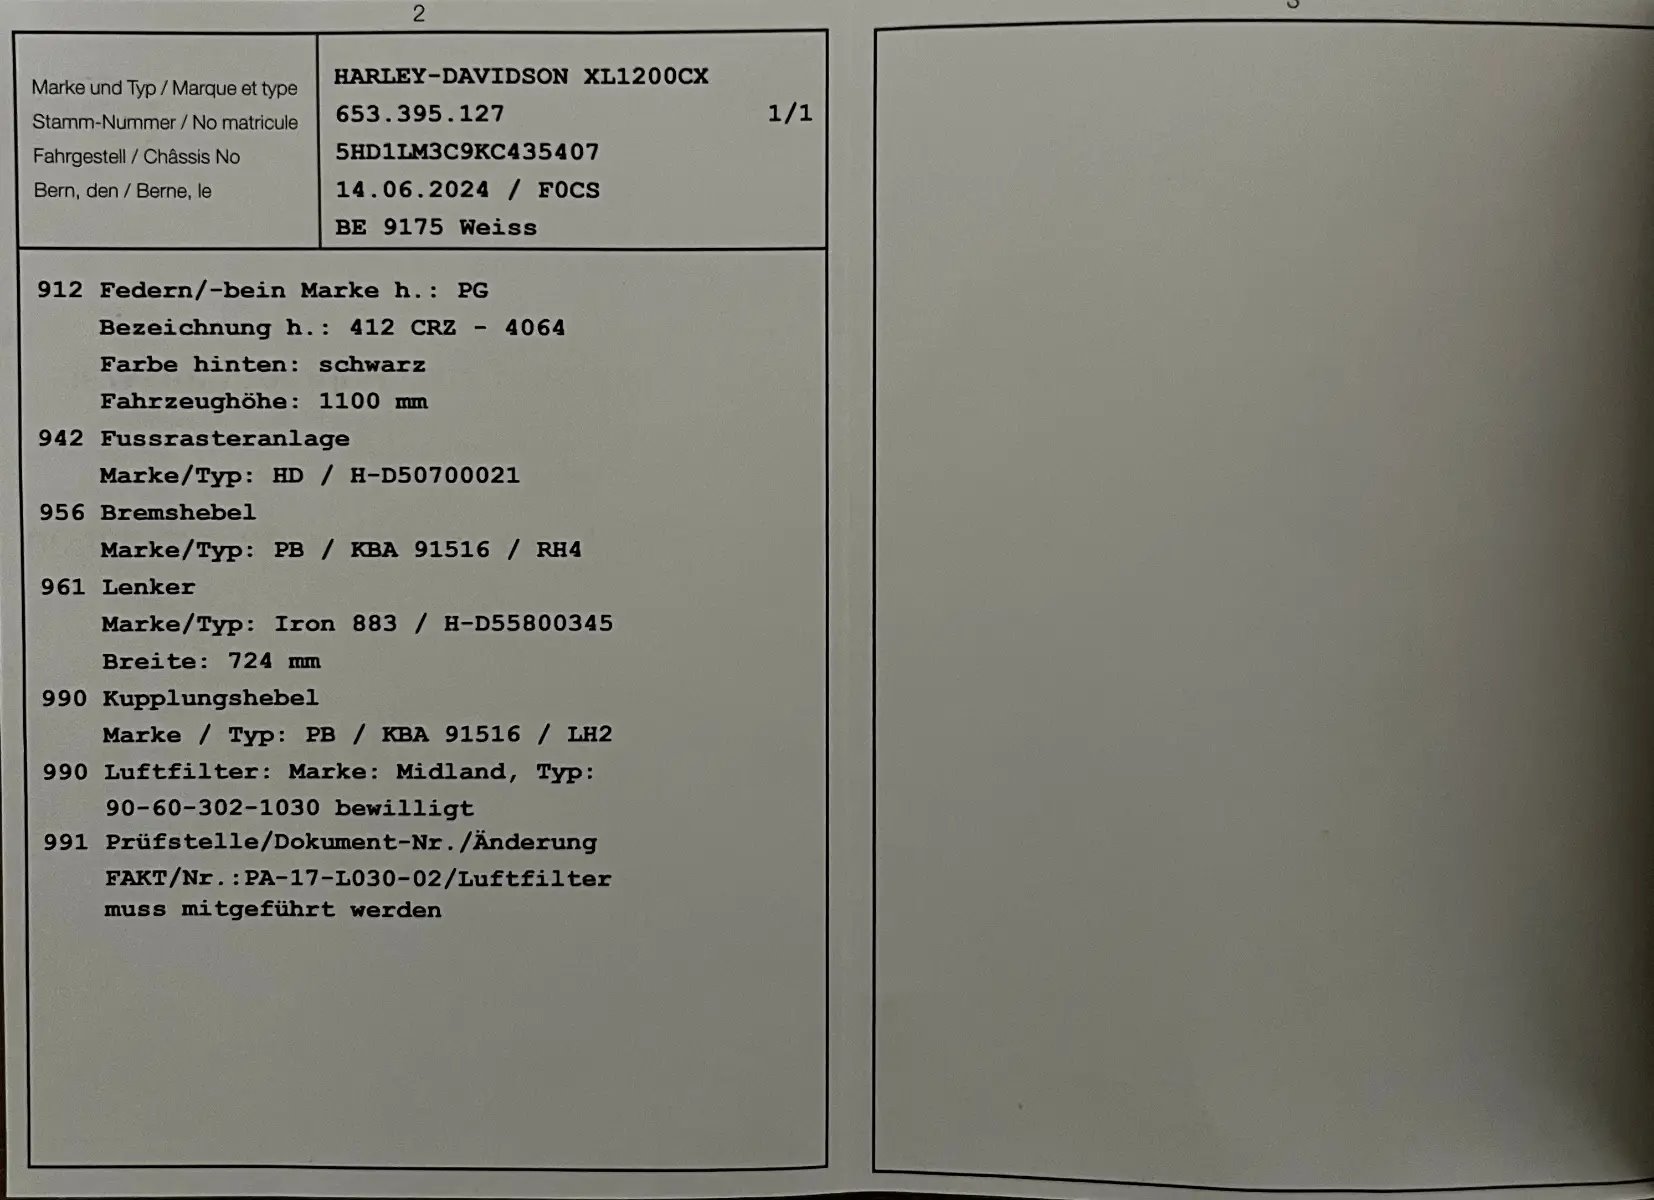 2
Marke und Typ / Marque et type
HARLEY-DAVIDSON XL1200CX
Stamm-Nummer / No matricule
653.395.127 1/1
Fahrgestell / Châssis No
5HD1LM3C9KC435407
Bern, den / Berne, le
14.06.2024 / F0CS
BE 9175 Weiss
912 Federn/-bein Marke h.: PG
Bezeichnung h.: 412 CRZ - 4064
Farbe hinten: schwarz
Fahrzeughöhe: 1100 mm
942 Fussrasteranlage
Marke/Typ: HD / H-D50700021
956 Bremshebel
Marke/Typ: PB / KBA 91516 / RH4
961 Lenker
Marke/Typ: Iron 883 / H-D55800345
Breite: 724 mm
990 Kupplungshebel
Marke / Typ: PB / KBA 91516 / LH2
990 Luftfilter: Marke: Midland, Typ:
90-60-302-1030 bewilligt
991 Prüfstelle/Dokument-Nr./Änderung
FAKT/Nr.:PA-17-L030-02/Luftfilter
muss mitgeführt werden